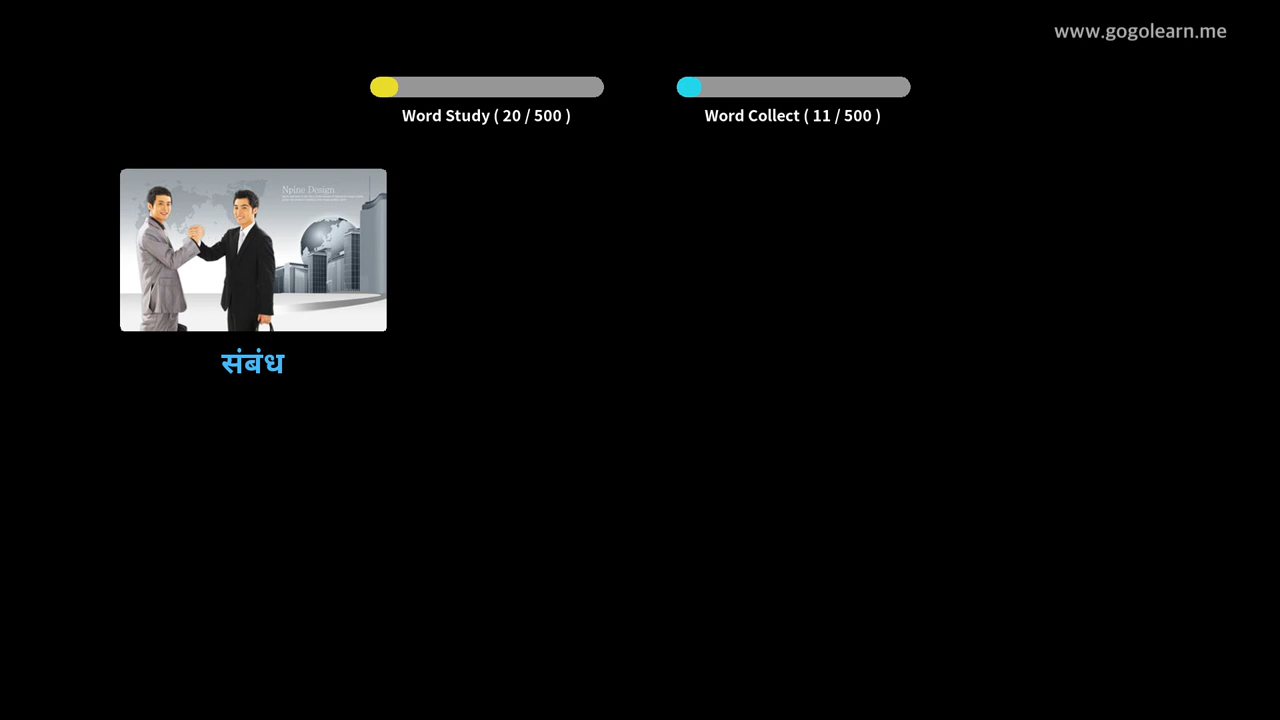 www.gogolearn.me
Word Study ( 20 / 500 )
Word Collect ( 11 / 500 )
Npine Design
संबंध